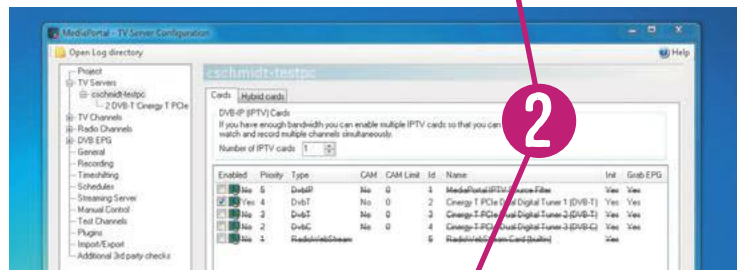 MediaPortal - TV Server Configuration
Open Log directory
Help
Project
TV Servers
cschmidt-testpc
2 DVB-T Cinergy T PCIe
TV Channels
Radio Channels
DVB EPG
General
Recording
Timeshifting
Schedules
Streaming Server
Manual Control
Test Channels
Plugins
Import/Export
Additional 3rd party checks
cschmidt-testpc
Cards Hybrid cards
DVB-IP (IPTV) Cards
If you have enough bandwidth you can enable multiple IPTV cards so that you can
watch and record multiple channels simultaneously.
Number of IPTV cards 1
2
Enabled Priority Type CAM CAM Limit Id Name Init Grab EPG
No 5 DvbIP No 0 1 MediaPortal IPTV Source Filter Yes Yes
Yes 4 DvbT No 0 2 Cinergy T PCIe Dual Digital Tuner 1 (DVB-T) Yes Yes
No 3 DvbT No 0 3 Cinergy T PCIe Dual Digital Tuner 2 (DVB-T) Yes Yes
No 2 DvbC No 0 4 Cinergy T PCIe Dual Digital Tuner 3 (DVB-C) Yes Yes
No 1 RadioWebStream 5 RadioWebStream Card (builtin) Yes